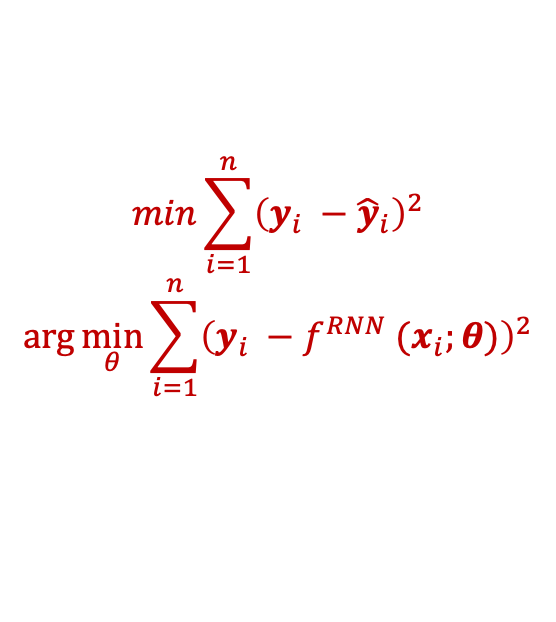 min ∑_{i=1}^{n} (𝒚_i − 𝒚̂_i)²
arg min_θ ∑_{i=1}^{n} (𝒚_i − f^{RNN} (𝒙_i; 𝜽))²